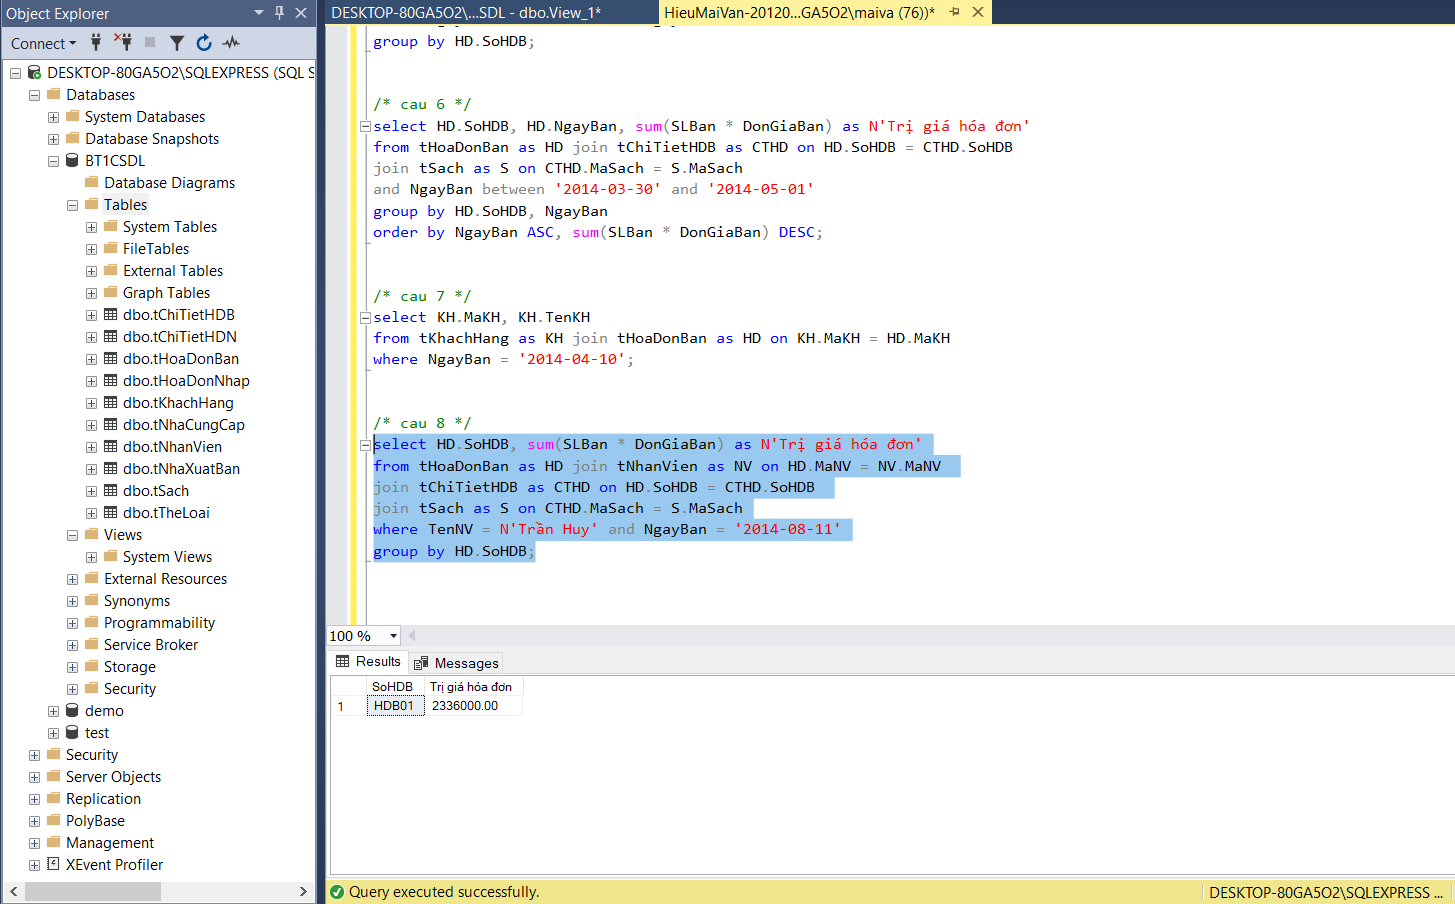 Object Explorer
Connect
DESKTOP-80GA5O2\SQLEXPRESS (SQL S
Databases
System Databases
Database Snapshots
BT1CSDL
Database Diagrams
Tables
System Tables
FileTables
External Tables
Graph Tables
dbo.tChiTietHDB
dbo.tChiTietHDN
dbo.tHoaDonBan
dbo.tHoaDonNhap
dbo.tKhachHang
dbo.tNhaCungCap
dbo.tNhanVien
dbo.tNhaXuatBan
dbo.tSach
dbo.tTheLoai
Views
System Views
External Resources
Synonyms
Programmability
Service Broker
Storage
Security
demo
test
Security
Server Objects
Replication
PolyBase
Management
XEvent Profiler
DESKTOP-80GA5O2\...SDL - dbo.View_1*
HieuMaiVan-20120...GA5O2\maiva (76))*
group by HD.SoHDB;
/* cau 6 */
select HD.SoHDB, HD.NgayBan, sum(SLBan * DonGiaBan) as N'Trị giá hóa đơn'
from tHoaDonBan as HD join tChiTietHDB as CTHD on HD.SoHDB = CTHD.SoHDB
join tSach as S on CTHD.MaSach = S.MaSach
and NgayBan between '2014-03-30' and '2014-05-01'
group by HD.SoHDB, NgayBan
order by NgayBan ASC, sum(SLBan * DonGiaBan) DESC;
/* cau 7 */
select KH.MaKH, KH.TenKH
from tKhachHang as KH join tHoaDonBan as HD on KH.MaKH = HD.MaKH
where NgayBan = '2014-04-10';
/* cau 8 */
select HD.SoHDB, sum(SLBan * DonGiaBan) as N'Trị giá hóa đơn'
from tHoaDonBan as HD join tNhanVien as NV on HD.MaNV = NV.MaNV
join tChiTietHDB as CTHD on HD.SoHDB = CTHD.SoHDB
join tSach as S on CTHD.MaSach = S.MaSach
where TenNV = N'Trần Huy' and NgayBan = '2014-08-11'
group by HD.SoHDB;
100 %
Results Messages
SoHDB Trị giá hóa đơn
1 HDB01 2336000.00
Query executed successfully.
DESKTOP-80GA5O2\SQLEXPRESS ...